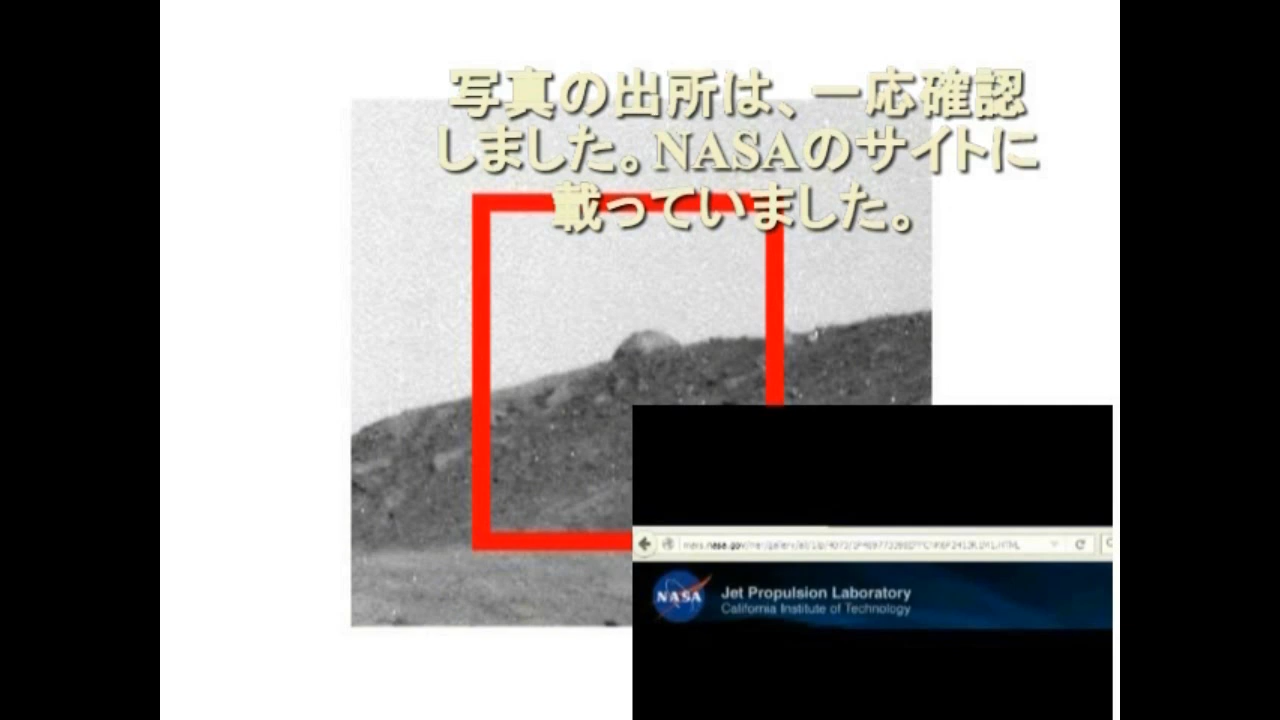 写真の出所は、一応確認
しました。NASAのサイトに
載っていました。
NASA
Jet Propulsion Laboratory
California Institute of Technology